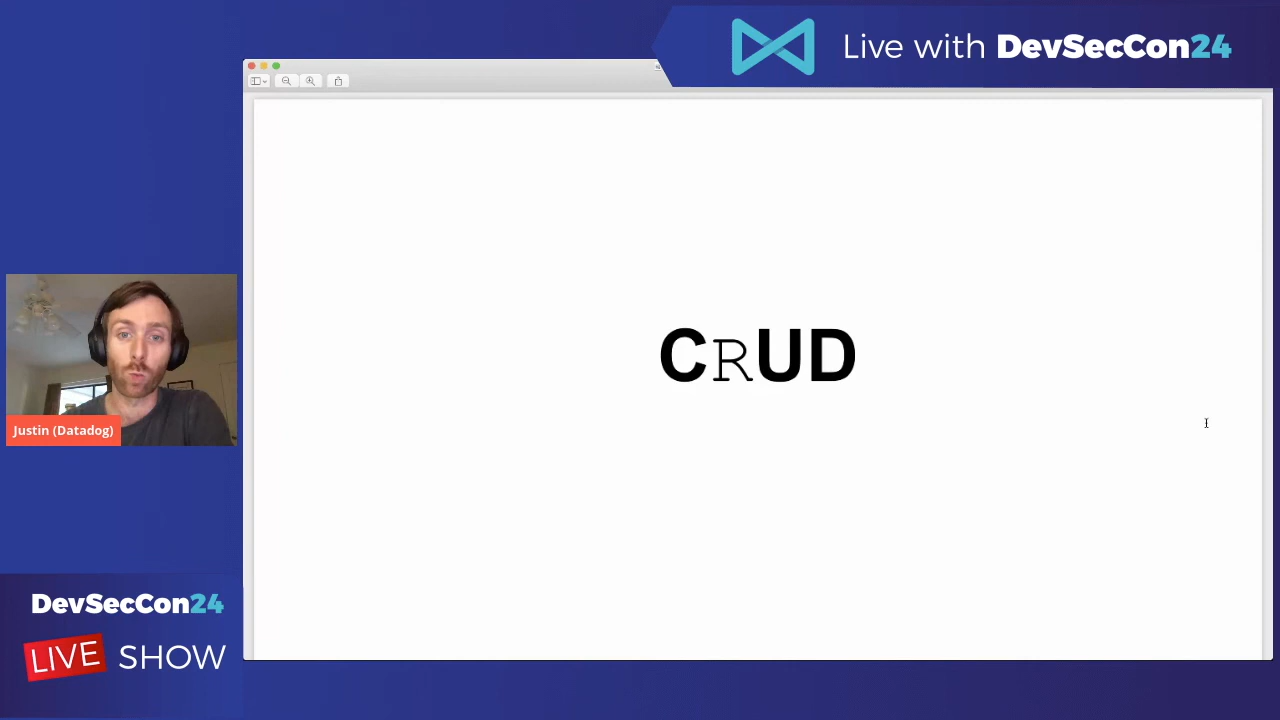 Live with DevSecCon24
CRUD
Justin (Datadog)
DevSecCon24
LIVE SHOW